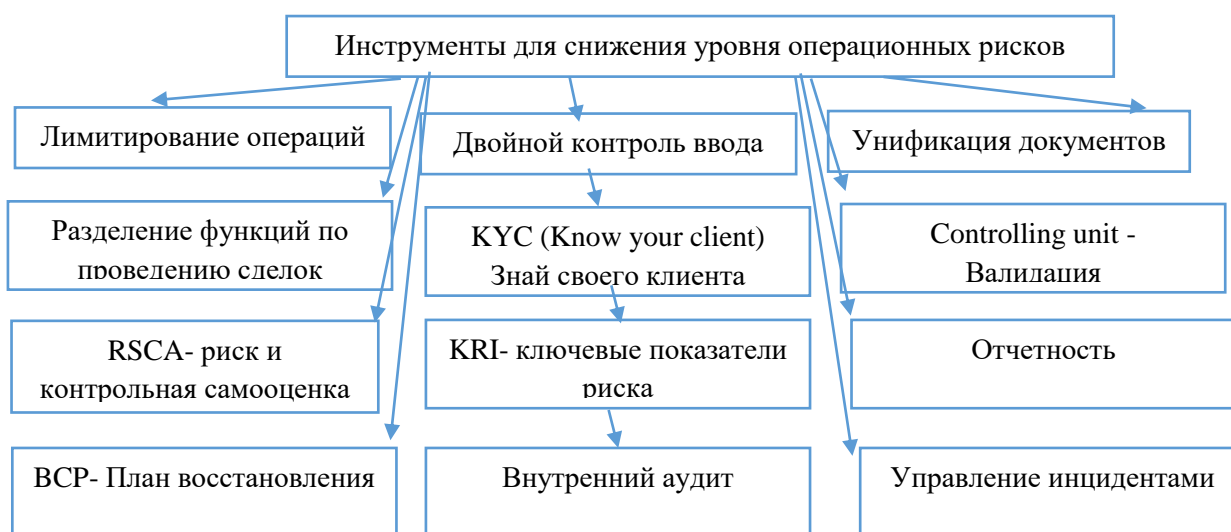 Инструменты для снижения уровня операционных рисков
Лимитирование операций
Двойной контроль ввода
Унификация документов
Разделение функций по
проведению сделок
KYC (Know your client)
Знай своего клиента
Controlling unit -
Валидация
RSCA- риск и
контрольная самооценка
KRI- ключевые показатели
риска
Отчетность
BCP- План восстановления
Внутренний аудит
Управление инцидентами